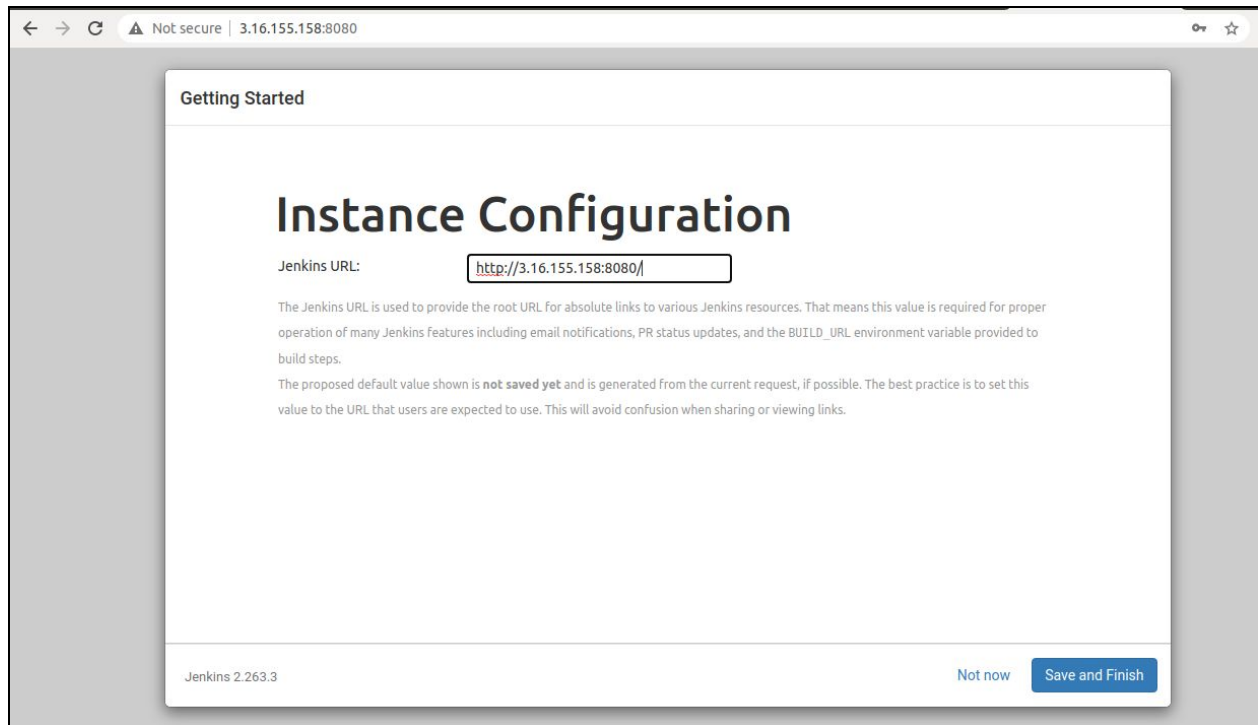 Not secure | 3.16.155.158:8080
Getting Started
Instance Configuration
Jenkins URL: http://3.16.155.158:8080/
The Jenkins URL is used to provide the root URL for absolute links to various Jenkins resources. That means this value is required for proper
operation of many Jenkins features including email notifications, PR status updates, and the BUILD_URL environment variable provided to
build steps.
The proposed default value shown is not saved yet and is generated from the current request, if possible. The best practice is to set this
value to the URL that users are expected to use. This will avoid confusion when sharing or viewing links.
Jenkins 2.263.3 Not now Save and Finish